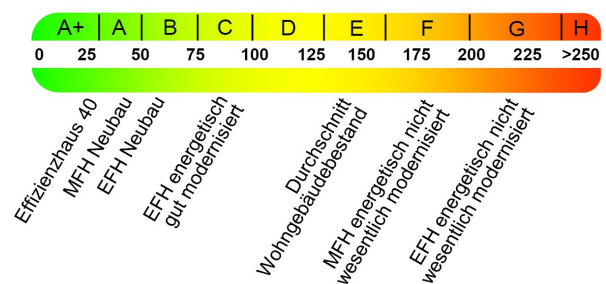 A+ A B C D E F G H
0 25 50 75 100 125 150 175 200 225 >250
Effizienzhaus 40
MFH Neubau
EFH Neubau
EFH energetisch
gut modernisiert
Durchschnitt
Wohngebäudebestand
MFH energetisch nicht
wesentlich modernisiert
EFH energetisch nicht
wesentlich modernisiert